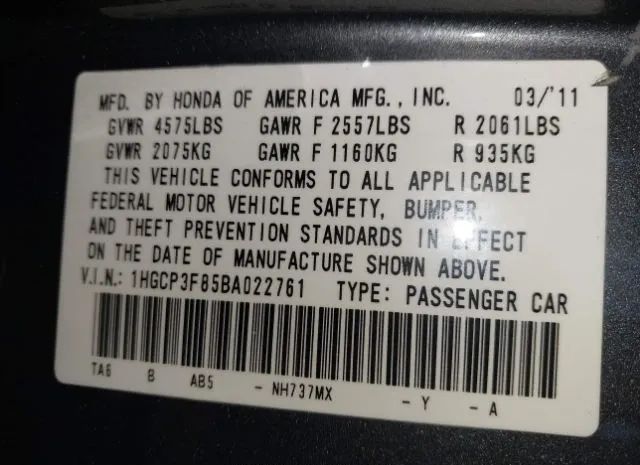 MFD. BY HONDA OF AMERICA MFG., INC. 03/'11
GVWR 4575LBS GAWR F 2557LBS R 2061LBS
GVWR 2075KG GAWR F 1160KG R 935KG
THIS VEHICLE CONFORMS TO ALL APPLICABLE
FEDERAL MOTOR VEHICLE SAFETY, BUMPER,
AND THEFT PREVENTION STANDARDS IN EFFECT
ON THE DATE OF MANUFACTURE SHOWN ABOVE.
V.I.N.: 1HGCP3F85BA022761 TYPE: PASSENGER CAR
TA6 B AB5 - NH737MX - Y - A